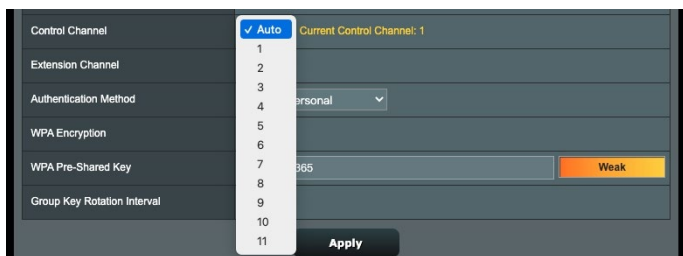 Control Channel
✓ Auto
Current Control Channel: 1
1
Extension Channel
2
3
Authentication Method
4
ersonal
5
WPA Encryption
6
WPA Pre-Shared Key
7
365
Weak
8
Group Key Rotation Interval
9
10
11
Apply